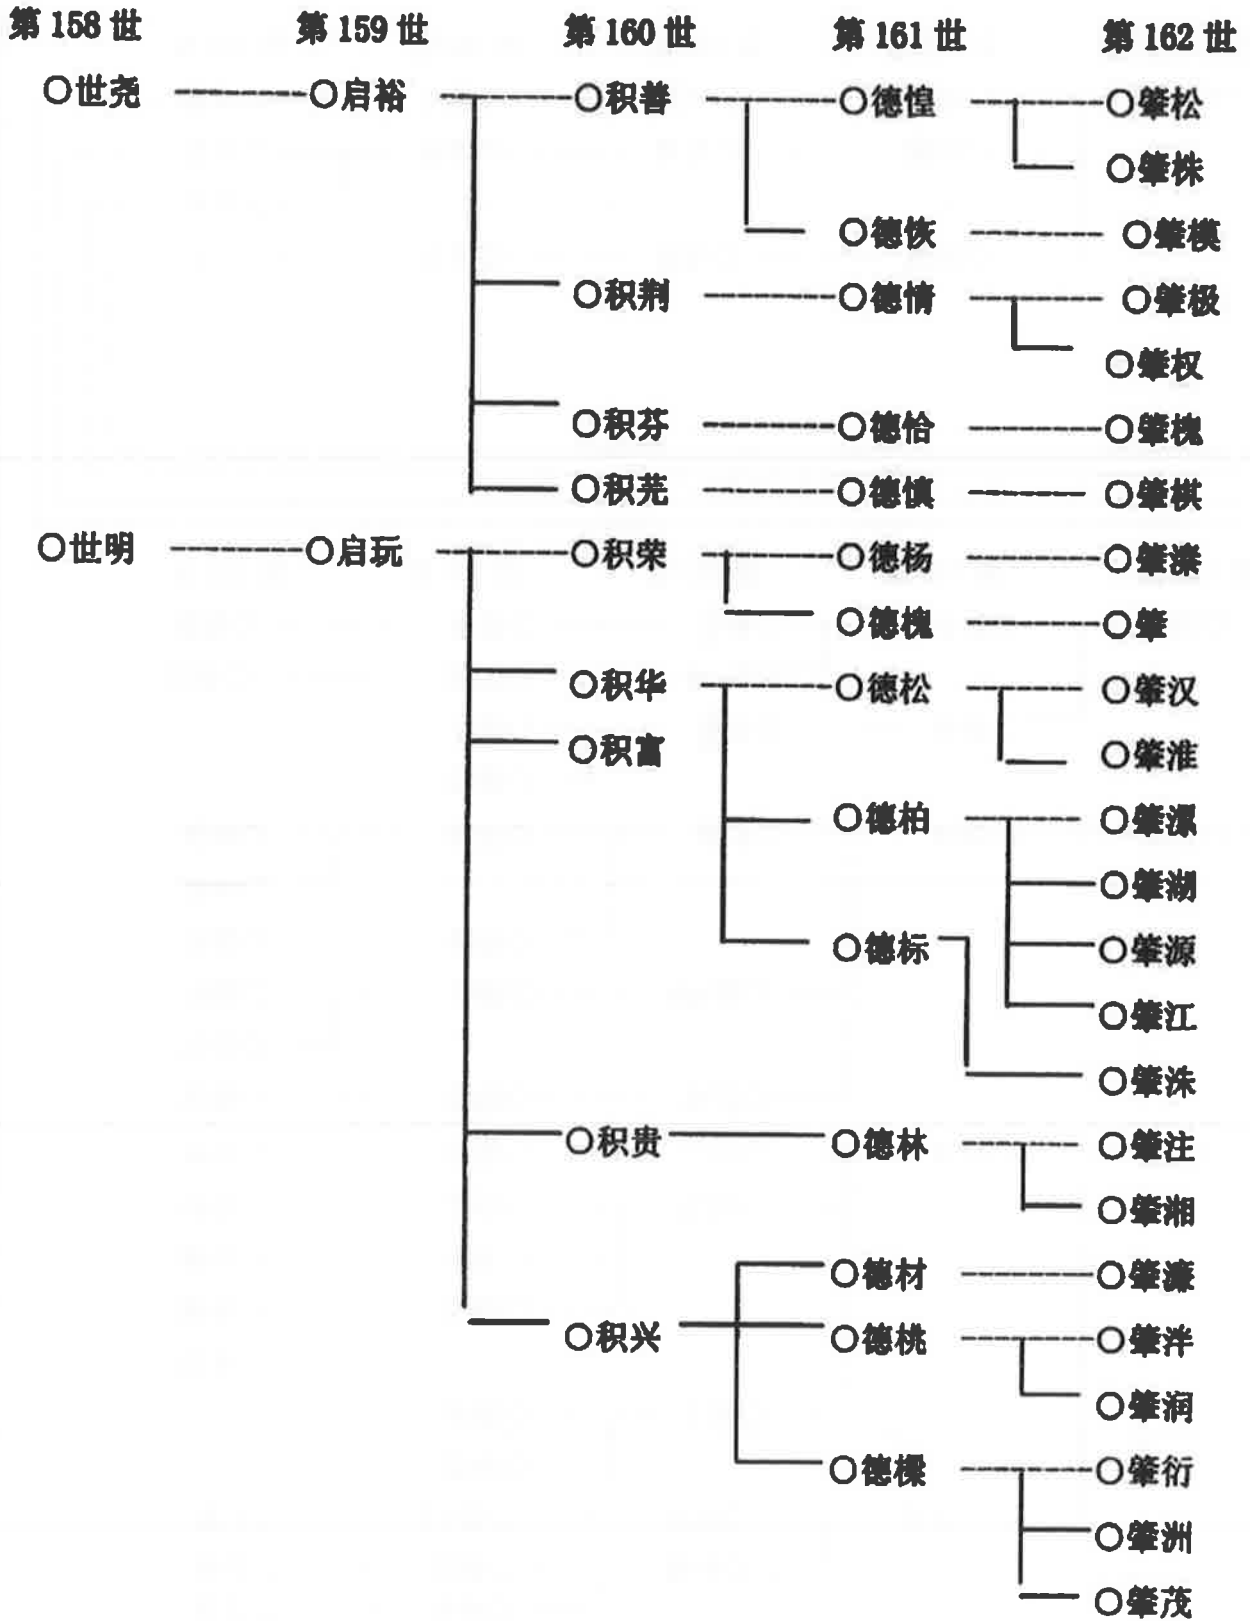 第158世 第159世 第160世 第161世 第162世
○世尧 ○启裕 ○积善 ○德惶 ○肇松
○肇株
○德恢 ○肇模
○积荆 ○德情 ○肇极
○肇权
○积芬 ○德恰 ○肇槐
○积芫 ○德慎 ○肇棋
○世明 ○启玩 ○积荣 ○德杨 ○肇溱
○德槐 ○肇
○积华 ○德松 ○肇汉
○积富 ○肇淮
○德柏 ○肇
○肇湖
○德标 ○肇源
○肇江
○肇洙
○积贵 ○德林 ○肇注
○肇湘
○德材 ○肇濂
○积兴 ○德桃 ○肇泮
○肇润
○德樑 ○肇衍
○肇洲
○肇茂